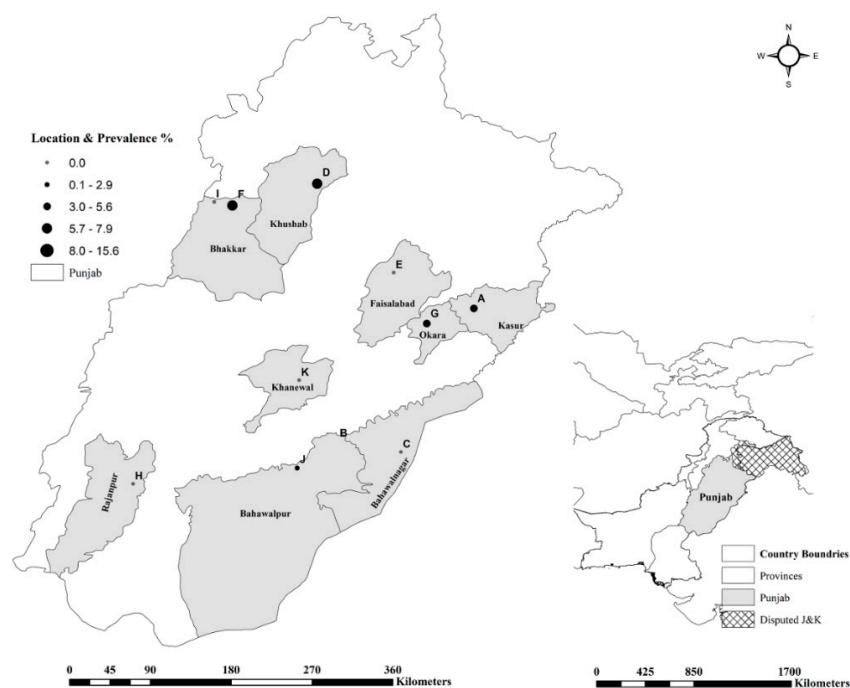 N
W E
S
Location & Prevalence %
0.0
0.1 - 2.9
3.0 - 5.6
5.7 - 7.9
8.0 - 15.6
Punjab
D
I F
Khushab
Bhakkar
E
Faisalabad
A
G
Okara
Kasur
K
Khanewal
B
C
J
H
Rajanpur
Bahawalnagar
Bahawalpur
Punjab
Country Boundries
Provinces
Punjab
Disputed J&K
0 45 90 180 270 360
Kilometers
0 425 850 1700
Kilometers